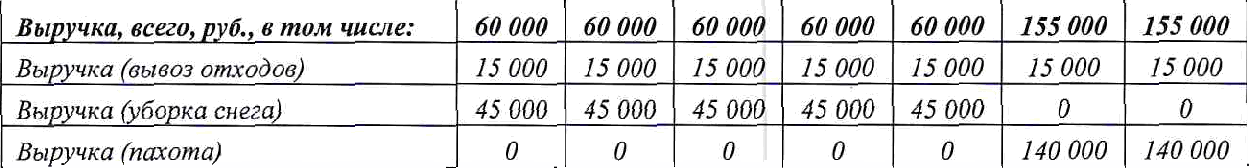 Выручка, всего, руб., в том числе: 60 000 60 000 60 000 60 000 60 000 155 000 155 000
Выручка (вывоз отходов) 15 000 15 000 15 000 15 000 15 000 15 000 15 000
Выручка (уборка снега) 45 000 45 000 45 000 45 000 45 000 0 0
Выручка (пахота) 0 0 0 0 0 140 000 140 000